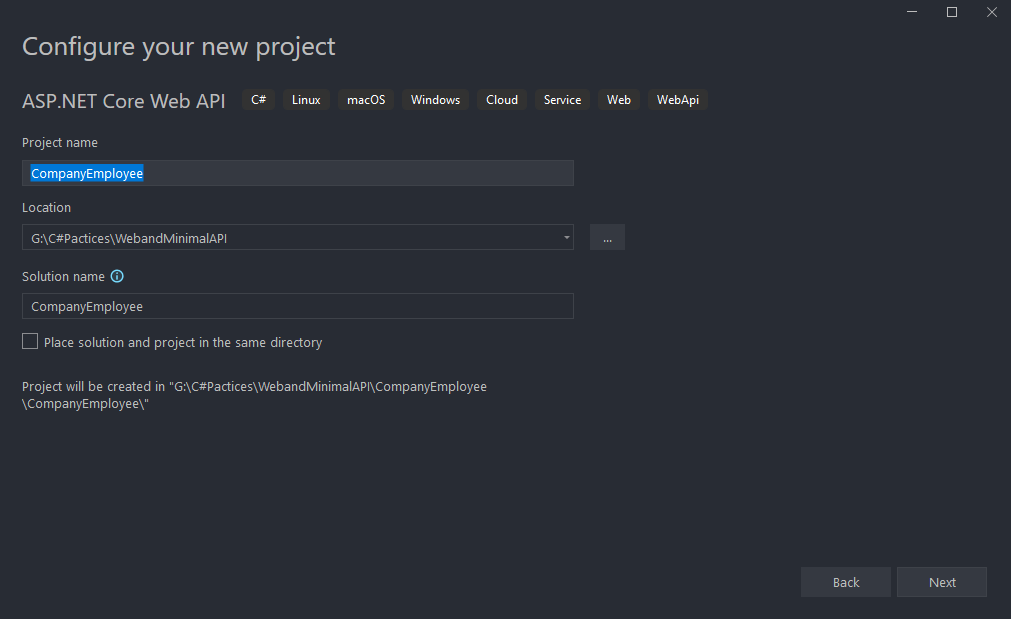 Configure your new project
ASP.NET Core Web API C# Linux macOS Windows Cloud Service Web WebApi
Project name
CompanyEmployee
Location
G:\C#Pactices\WebandMinimalAPI
...
Solution name
CompanyEmployee
Place solution and project in the same directory
Project will be created in "G:\C#Pactices\WebandMinimalAPI\CompanyEmployee
\CompanyEmployee\"
Back Next